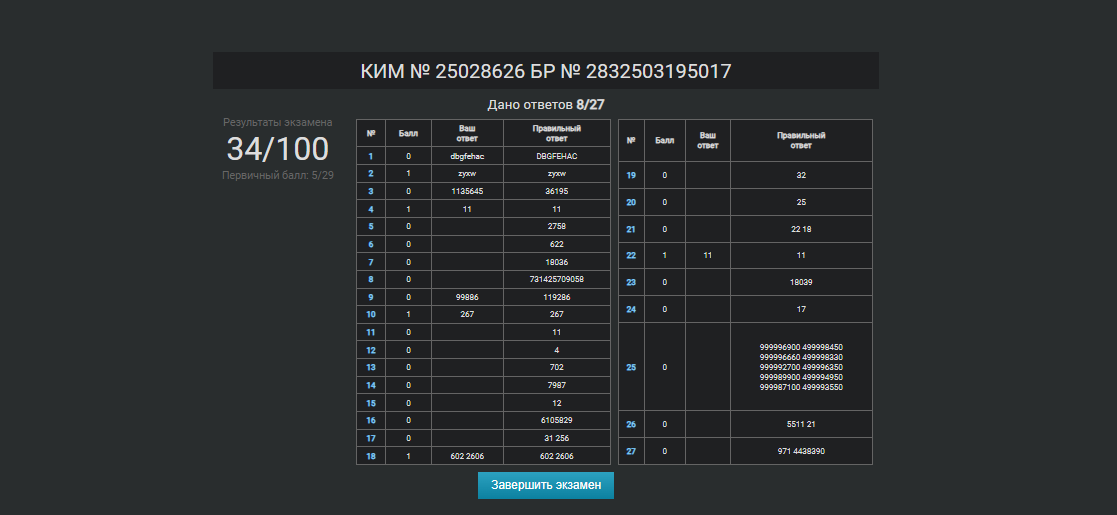 КИМ № 25028626 БР № 2832503195017
Дано ответов 8/27
Результаты экзамена
34/100
Первичный балл: 5/29
№ Балл Ваш ответ Правильный ответ
1 0 dbgfehac DBGFEHAC
2 1 zyxw zyxw
3 0 1135645 36195
4 1 11 11
5 0 2758
6 0 622
7 0 18036
8 0 731425709058
9 0 99886 119286
10 1 267 267
11 0 11
12 0 4
13 0 702
14 0 7987
15 0 12
16 0 6105829
17 0 31 256
18 1 602 2606 602 2606
№ Балл Ваш ответ Правильный ответ
19 0 32
20 0 25
21 0 22 18
22 1 11 11
23 0 18039
24 0 17
25 0 999996900 499998450
999996660 499998330
999992700 499996350
999989900 499994950
999987100 499993550
26 0 5511 21
27 0 971 4438390
Завершить экзамен